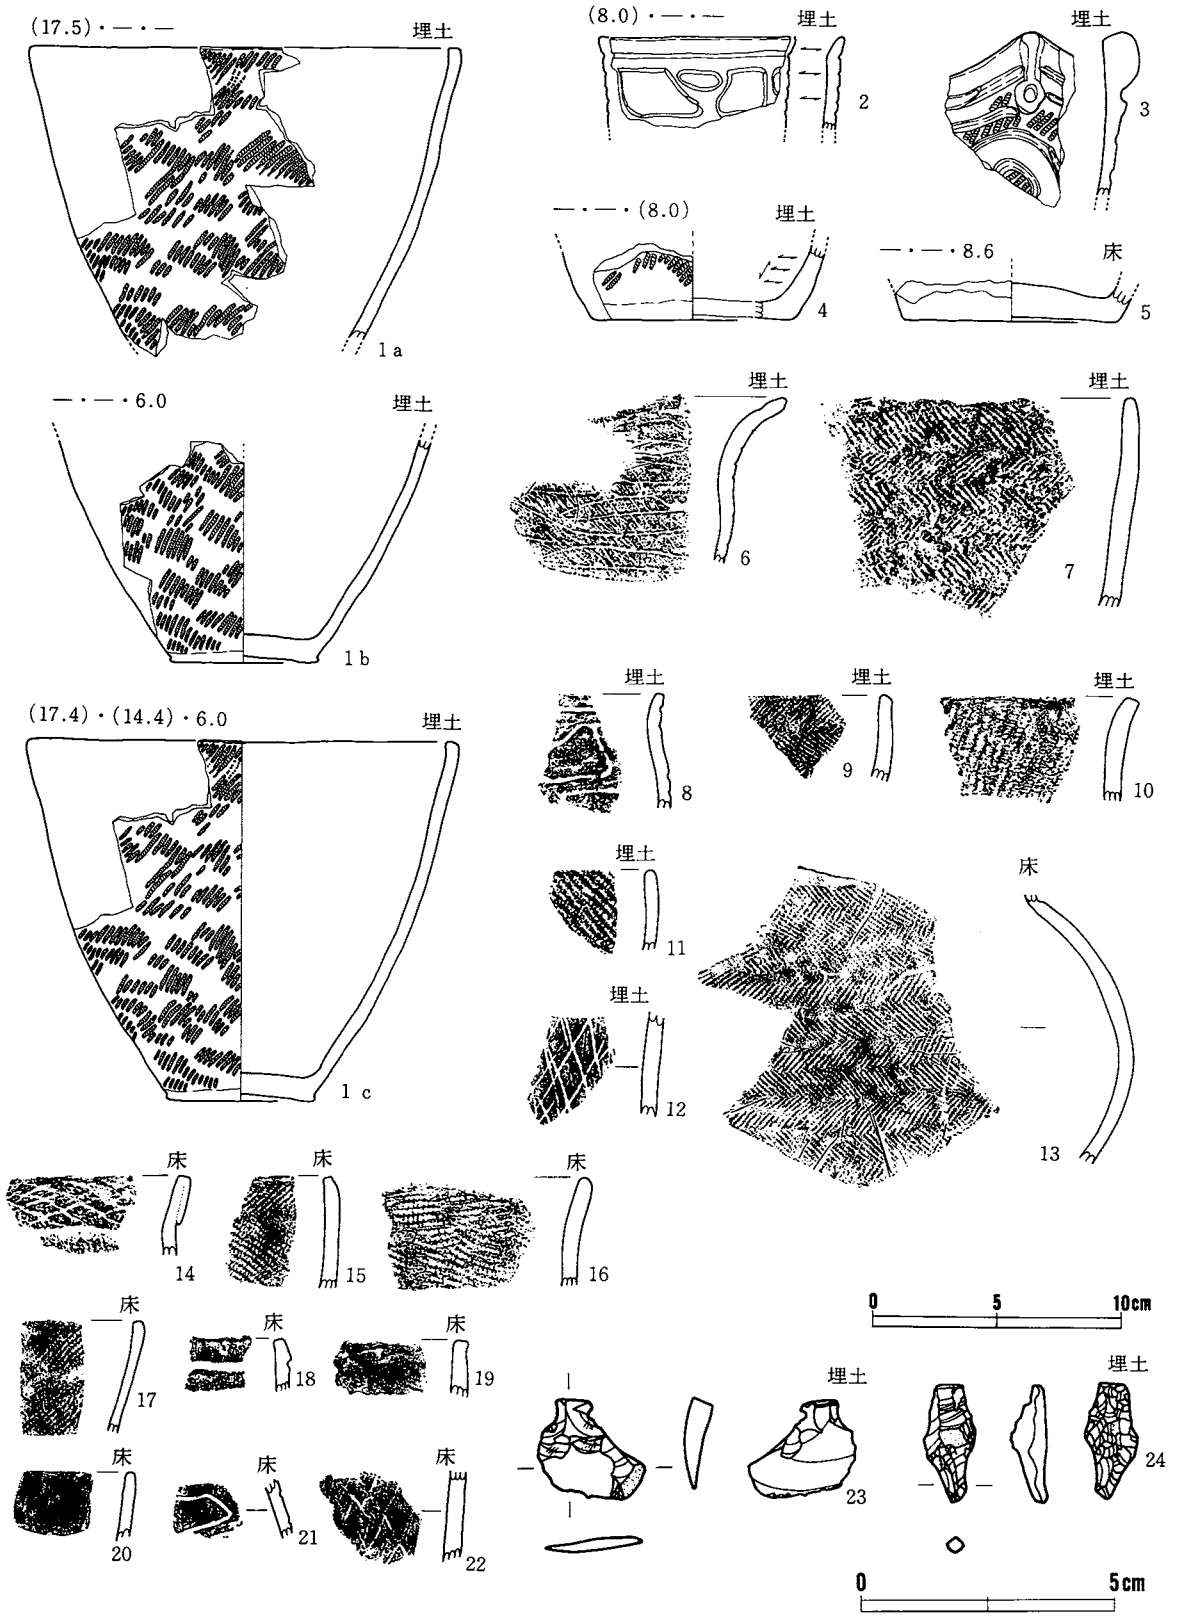 (17.5)・—・— 埋土
1a
(8.0)・—・— 埋土
2
埋土
3
—・—・(8.0) 埋土
4
—・—・8.6 床
5
—・—・6.0 埋土
1b
埋土
6
埋土
7
(17.4)・(14.4)・6.0 埋土
1c
埋土
8
埋土
9
埋土
10
埋土
11
埋土
12
床
13
床
14
床
15
床
16
床
17
床
18
床
19
床
20
床
21
床
22
0 5 10cm
埋土
23
埋土
24
0 5cm